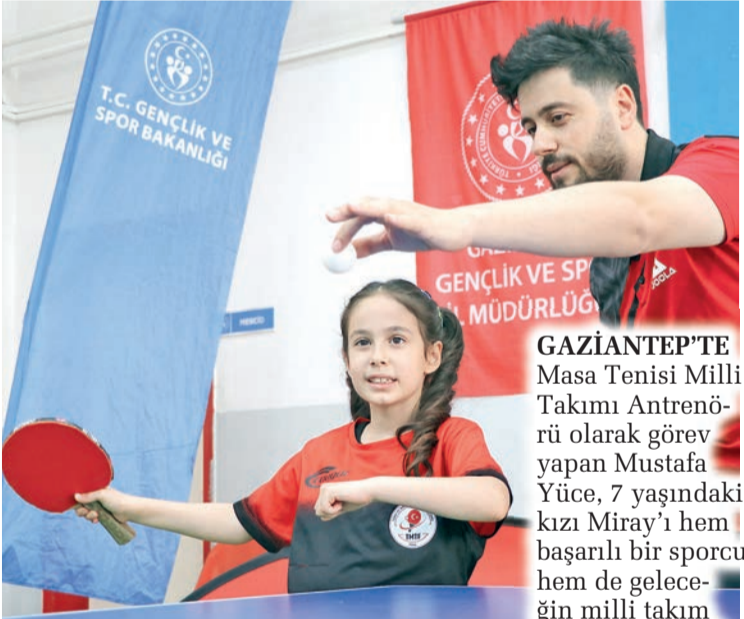 T.C. GENÇLİK VE
SPOR BAKANLIĞI
GENÇLİK VE SP
İL MÜDÜRLÜĞ
JOOLA
GAZİANTEP’TE
Masa Tenisi Milli
Takımı Antrenö-
rü olarak görev
yapan Mustafa
Yüce, 7 yaşındaki
kızı Miray’ı hem
başarılı bir sporcu
hem de gelece-
ğin milli takım